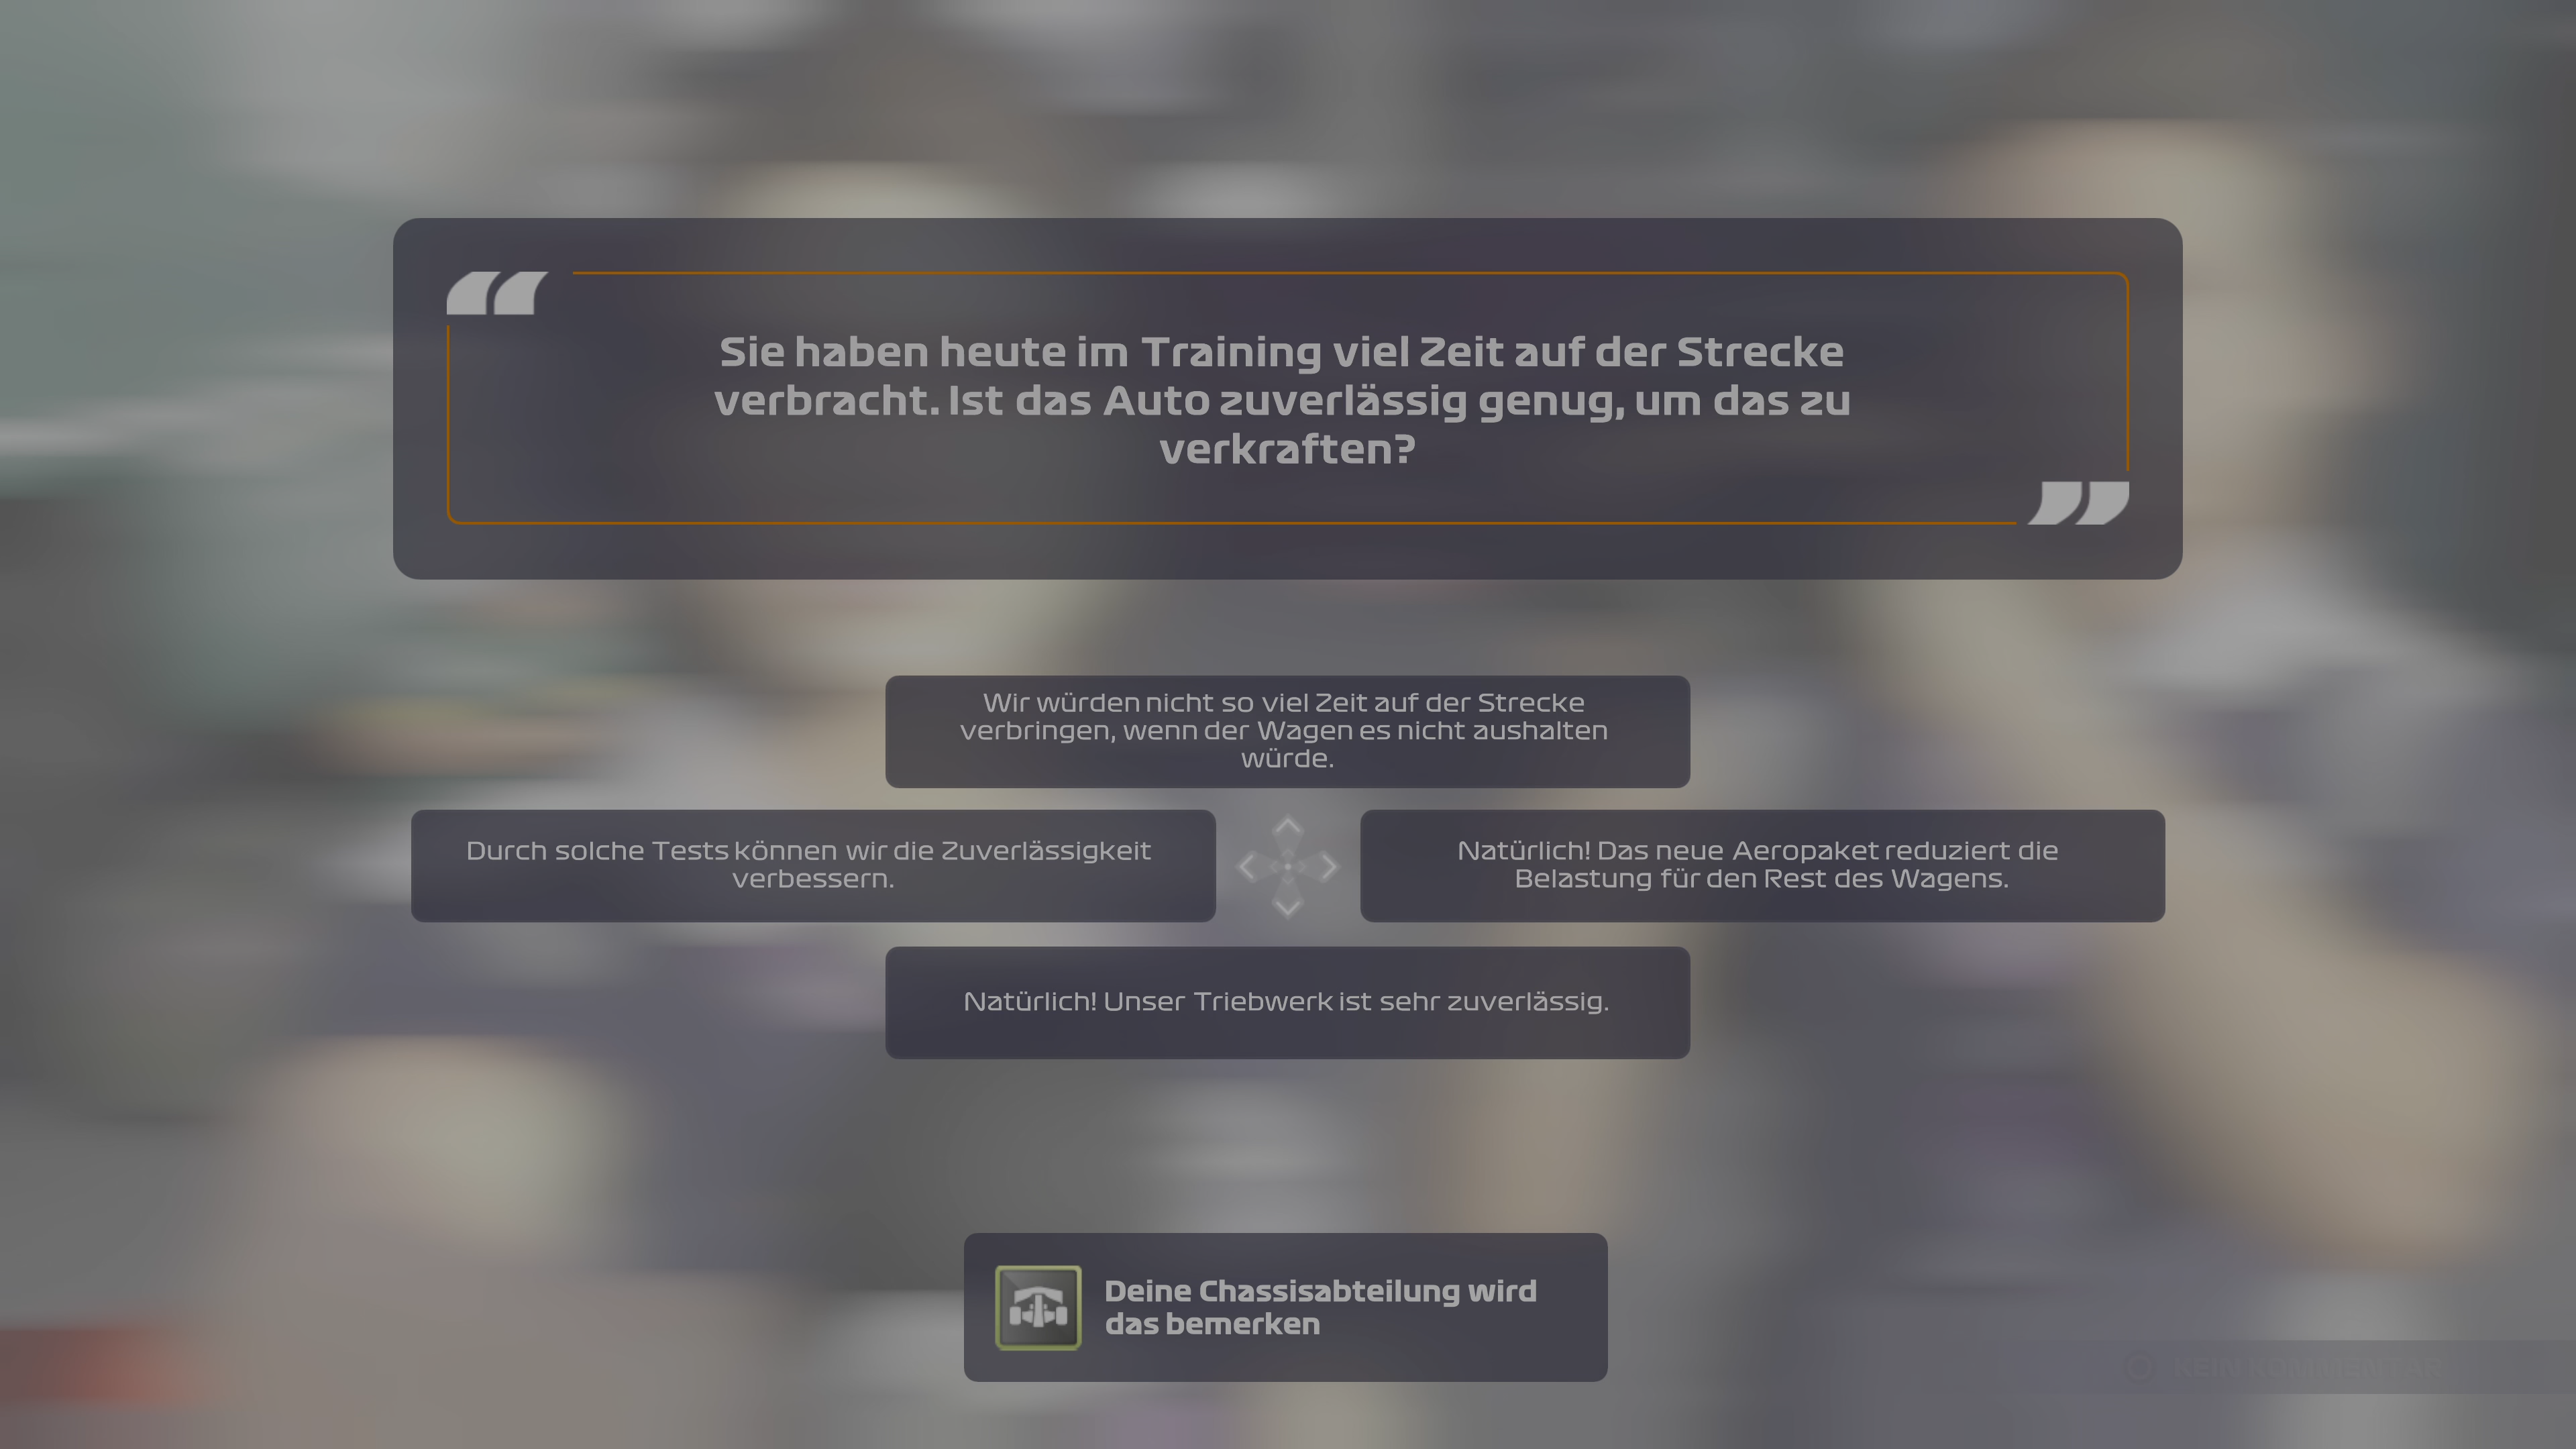 Sie haben heute im Training viel Zeit auf der Strecke
verbracht. Ist das Auto zuverlässig genug, um das zu
verkraften?
Wir würden nicht so viel Zeit auf der Strecke
verbringen, wenn der Wagen es nicht aushalten
würde.
Durch solche Tests können wir die Zuverlässigkeit
verbessern.
Natürlich! Das neue Aeropaket reduziert die
Belastung für den Rest des Wagens.
Natürlich! Unser Triebwerk ist sehr zuverlässig.
Deine Chassisabteilung wird
das bemerken